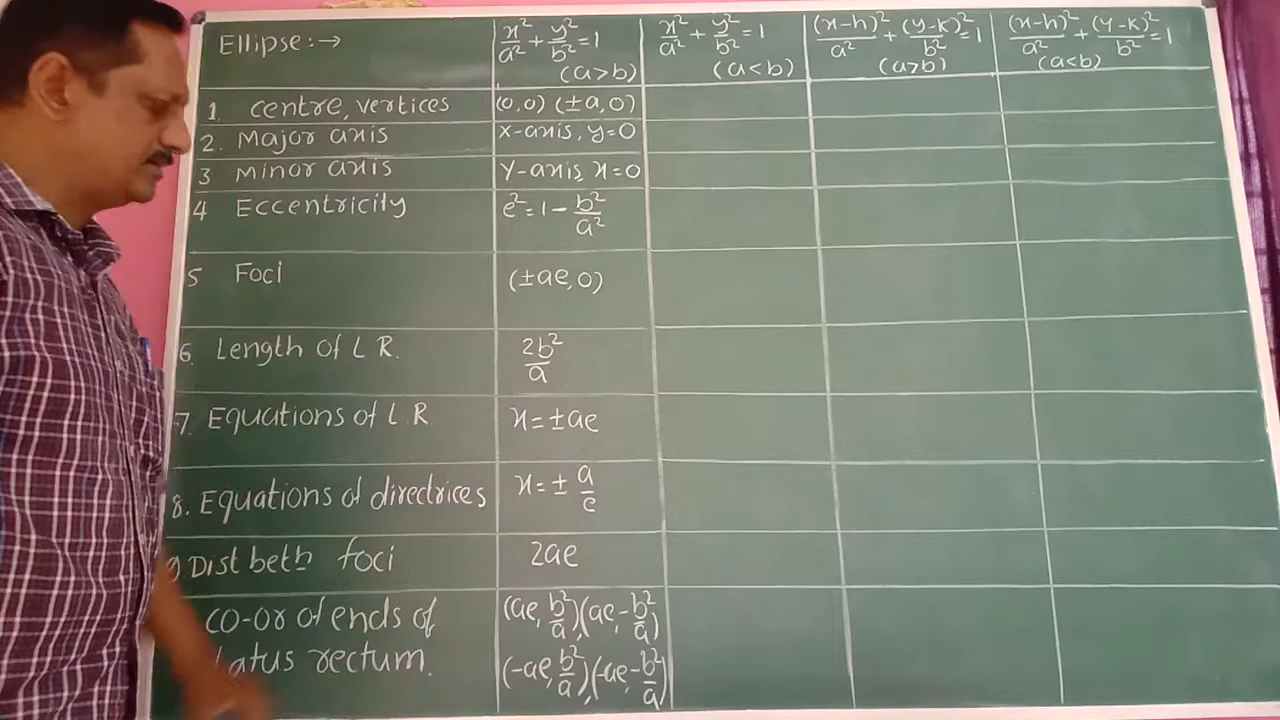 Ellipse:→ x²/a² + y²/b² = 1 (a>b) x²/a² + y²/b² = 1 (a<b) (x-h)²/a² + (y-k)²/b² = 1 (a>b) (x-h)²/a² + (y-k)²/b² = 1 (a<b)
1. centre, vertices (0,0) (±a,0)
2. Major axis x-axis, y=0
3 minor axis y-axis, x=0
4 Eccentricity e² = 1 - b²/a²
5 Foci (±ae,0)
6. Length of L R. 2b²/a
7. Equations of L.R x = ±ae
8. Equations of directrices x = ± a/e
9. Dist betn foci 2ae
co-or of ends of (ae, b²/a), (ae, -b²/a)
latus rectum. (-ae, b²/a), (-ae, -b²/a)